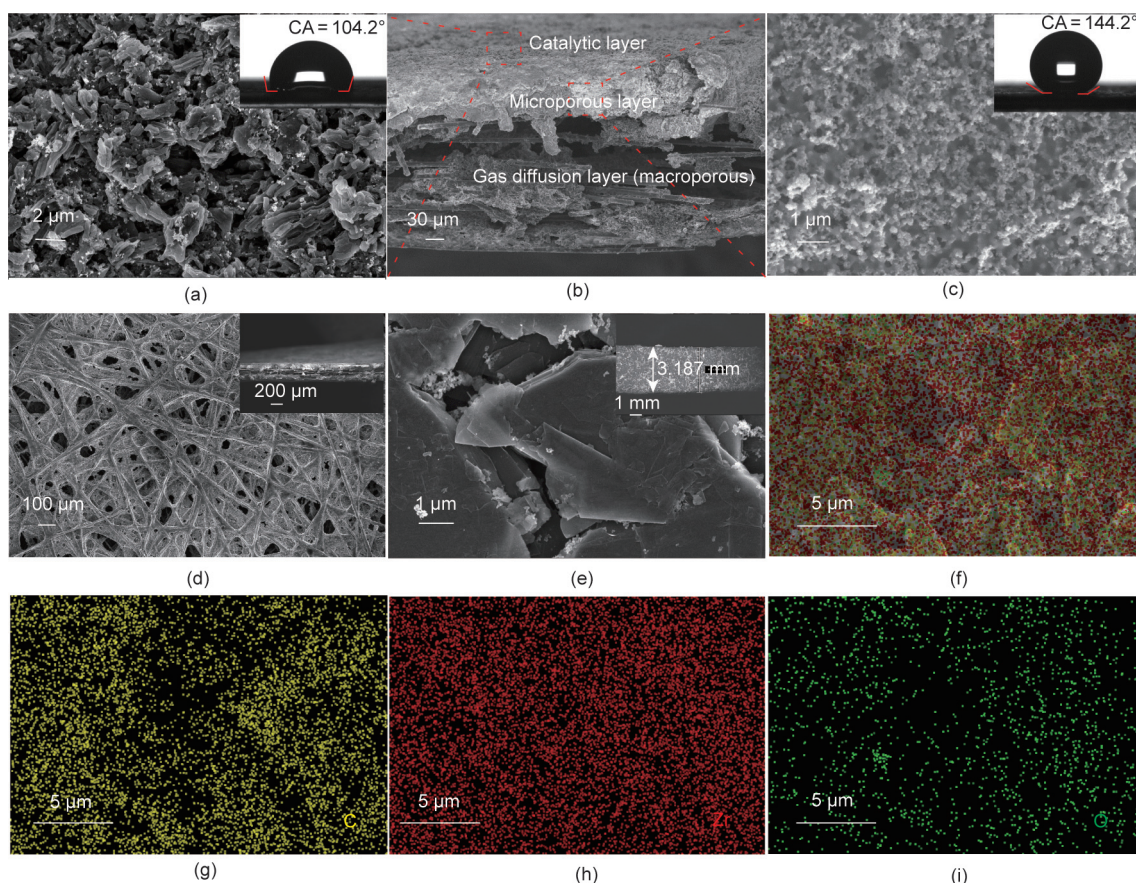 CA = 104.2°
2 µm
(a)
Catalytic layer
Microporous layer
Gas diffusion layer (macroporous)
30 µm
(b)
CA = 144.2°
1 µm
(c)
200 µm
100 µm
(d)
3.187 mm
1 mm
1 µm
(e)
5 µm
(f)
5 µm
C
(g)
5 µm
(h)
5 µm
O
(i)